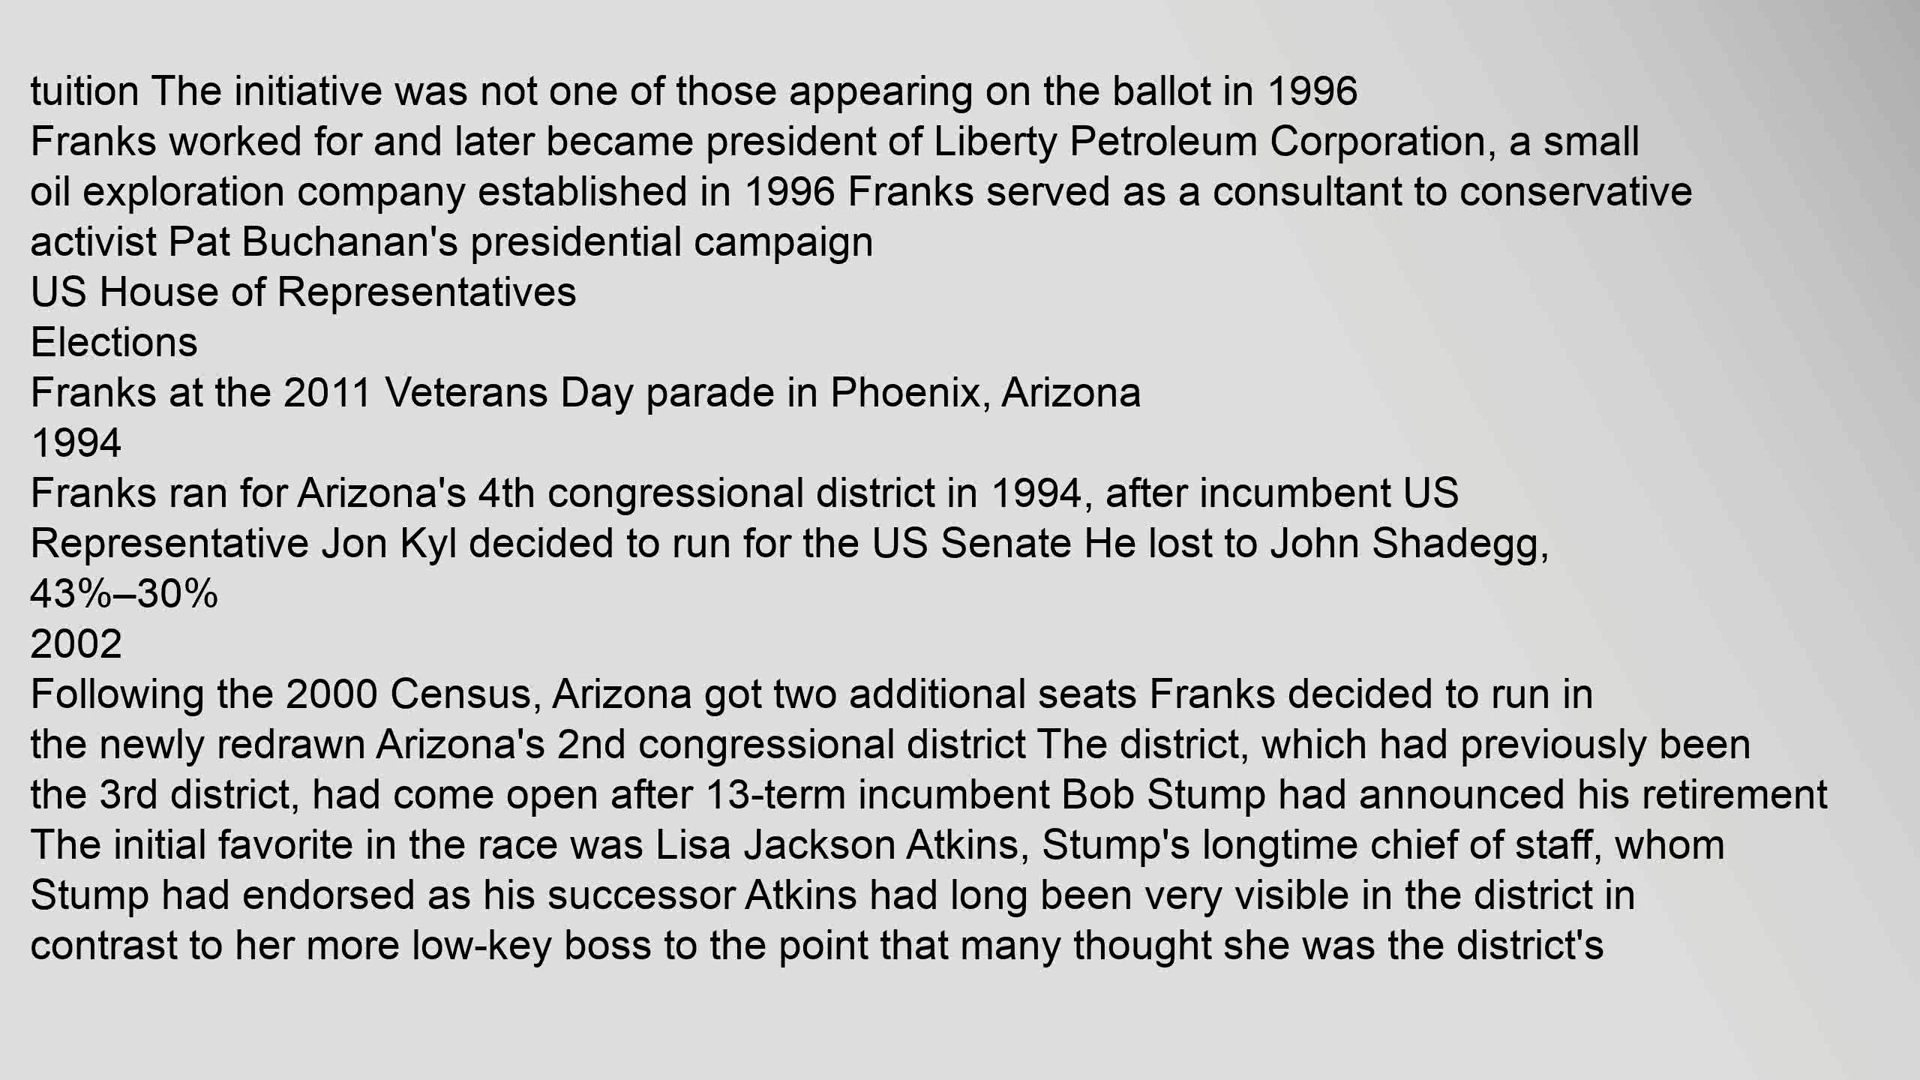 tuition The initiative was not one of those appearing on the ballot in 1996
Franks worked for and later became president of Liberty Petroleum Corporation, a small
oil exploration company established in 1996 Franks served as a consultant to conservative
activist Pat Buchanan's presidential campaign
US House of Representatives
Elections
Franks at the 2011 Veterans Day parade in Phoenix, Arizona
1994
Franks ran for Arizona's 4th congressional district in 1994, after incumbent US
Representative Jon Kyl decided to run for the US Senate He lost to John Shadegg,
43%–30%
2002
Following the 2000 Census, Arizona got two additional seats Franks decided to run in
the newly redrawn Arizona's 2nd congressional district The district, which had previously been
the 3rd district, had come open after 13-term incumbent Bob Stump had announced his retirement
The initial favorite in the race was Lisa Jackson Atkins, Stump's longtime chief of staff, whom
Stump had endorsed as his successor Atkins had long been very visible in the district in
contrast to her more low-key boss to the point that many thought she was the district's